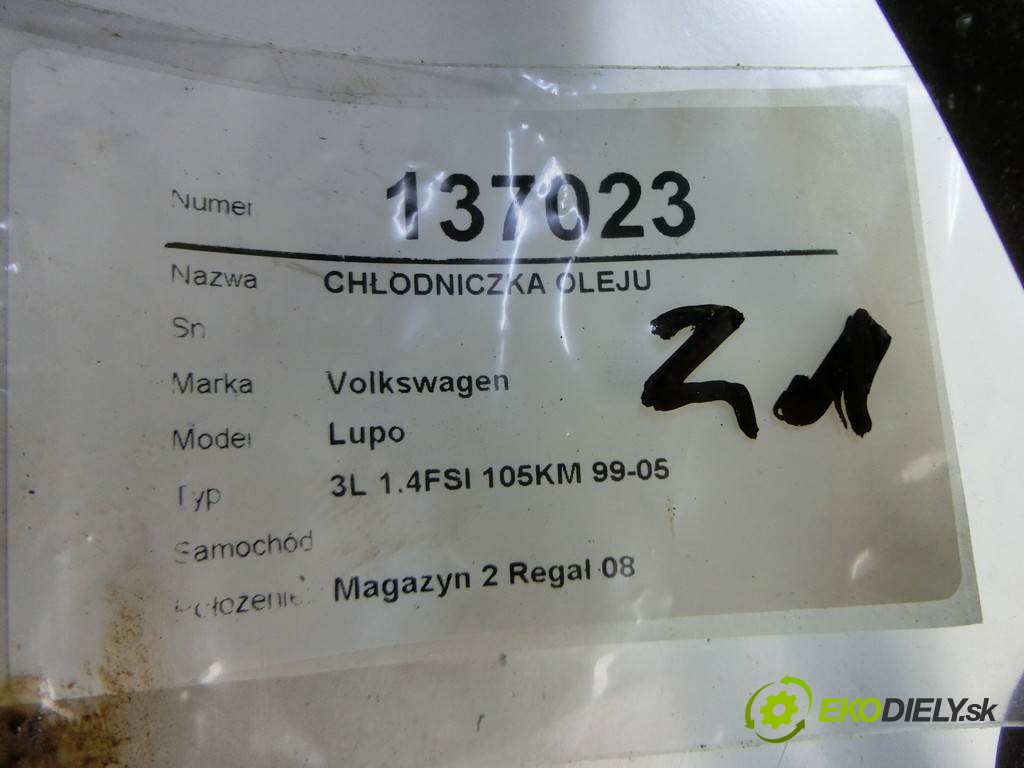 Numer 137023
Nazwa CHŁODNICZKA OLEJU
Sn
Marka Volkswagen
Model Lupo
Typ 3L 1.4FSI 105KM 99-05
Samochód
Położenie Magazyn 2 Regał 08
Z1
EKODIELY.sk